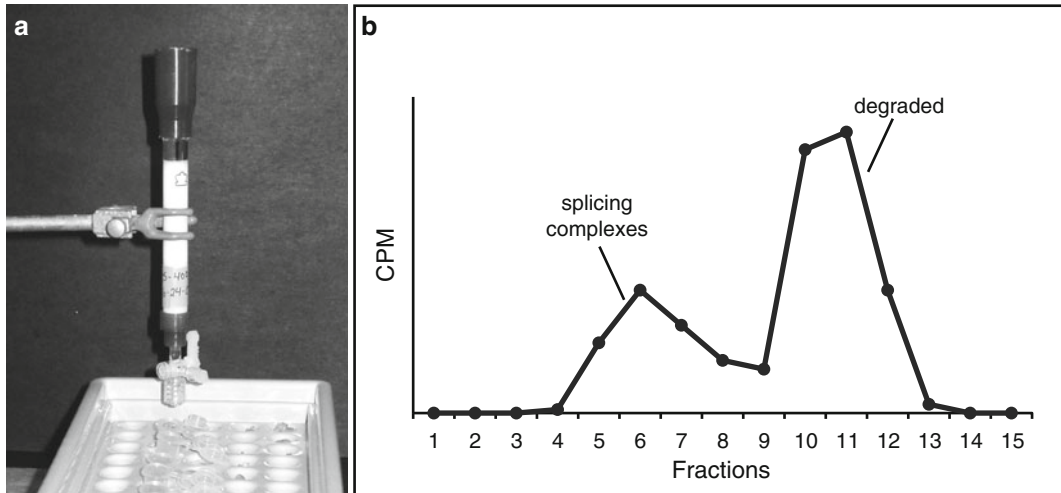 a
b
degraded
splicing
complexes
CPM
1 2 3 4 5 6 7 8 9 10 11 12 13 14 15
Fractions